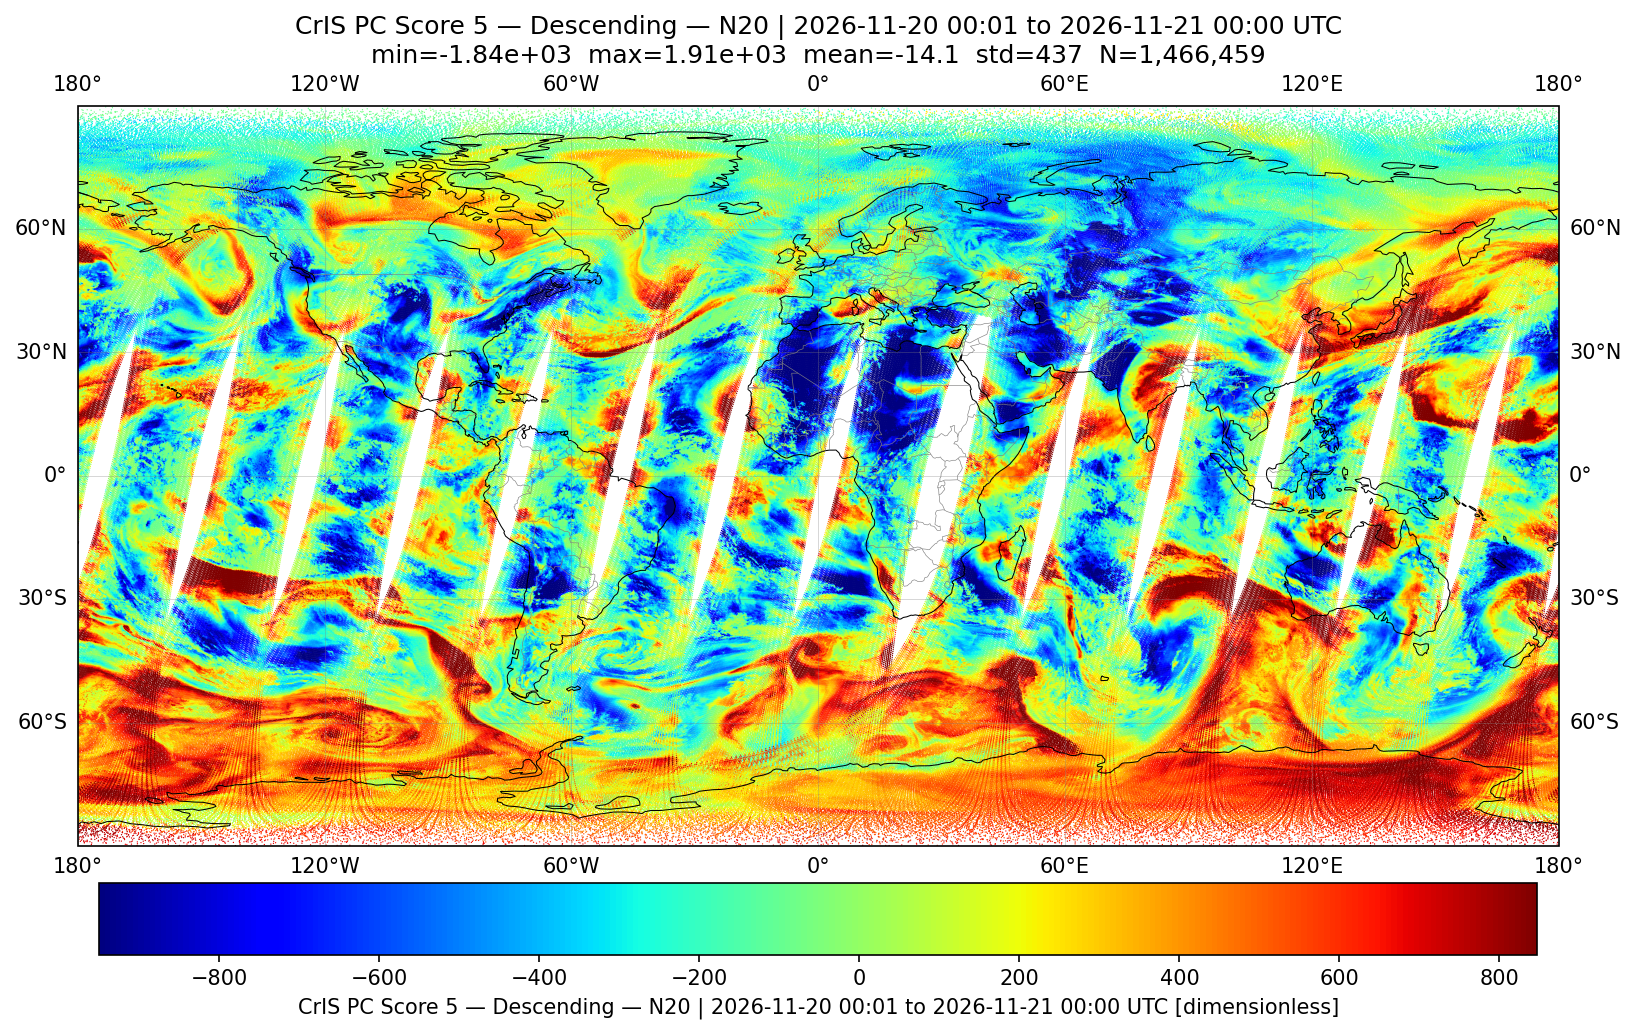 CrIS PC Score 5 — Descending — N20 | 2026-11-20 00:01 to 2026-11-21 00:00 UTC
min=-1.84e+03 max=1.91e+03 mean=-14.1 std=437 N=1,466,459
180° 120°W 60°W 0° 60°E 120°E 180°
60°N 60°N
30°N 30°N
0° 0°
30°S 30°S
60°S 60°S
180° 120°W 60°W 0° 60°E 120°E 180°
−800 −600 −400 −200 0 200 400 600 800
CrIS PC Score 5 — Descending — N20 | 2026-11-20 00:01 to 2026-11-21 00:00 UTC [dimensionless]